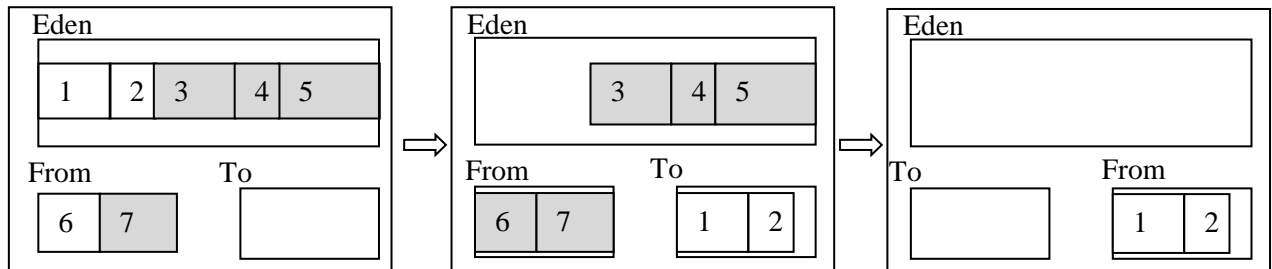 Eden
1 2 3 4 5
From To
6 7
Eden
3 4 5
From To
6 7 1 2
Eden
To From
1 2